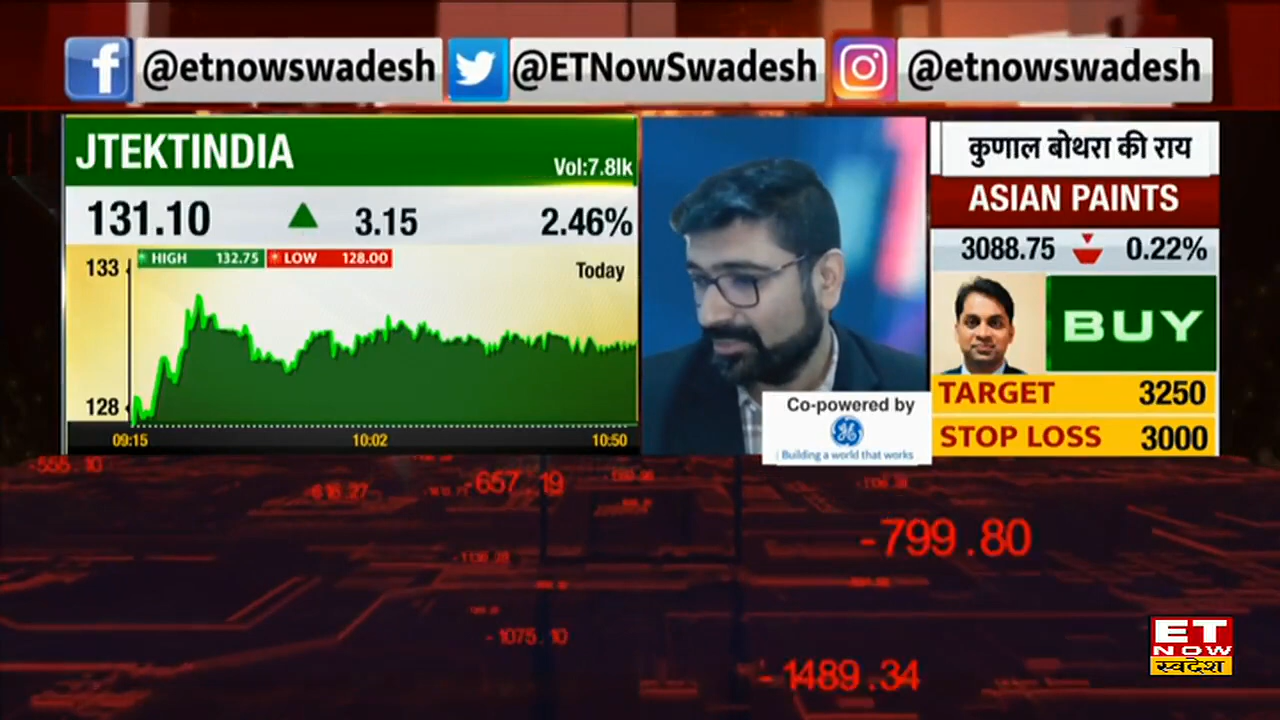 @etnowswadesh @ETNowSwadesh @etnowswadesh
JTEKTINDIA
Vol:7.8lk
131.10 3.15 2.46%
HIGH 132.75 LOW 128.00
Today
133
128
09:15 10:02 10:50
Co-powered by
Building a world that works
कुणाल बोथरा की राय
ASIAN PAINTS
3088.75 0.22%
BUY
TARGET 3250
STOP LOSS 3000
-555.10
-657.19
-799.80
-1075.10
-1489.34
ET
NOW
स्वदेश